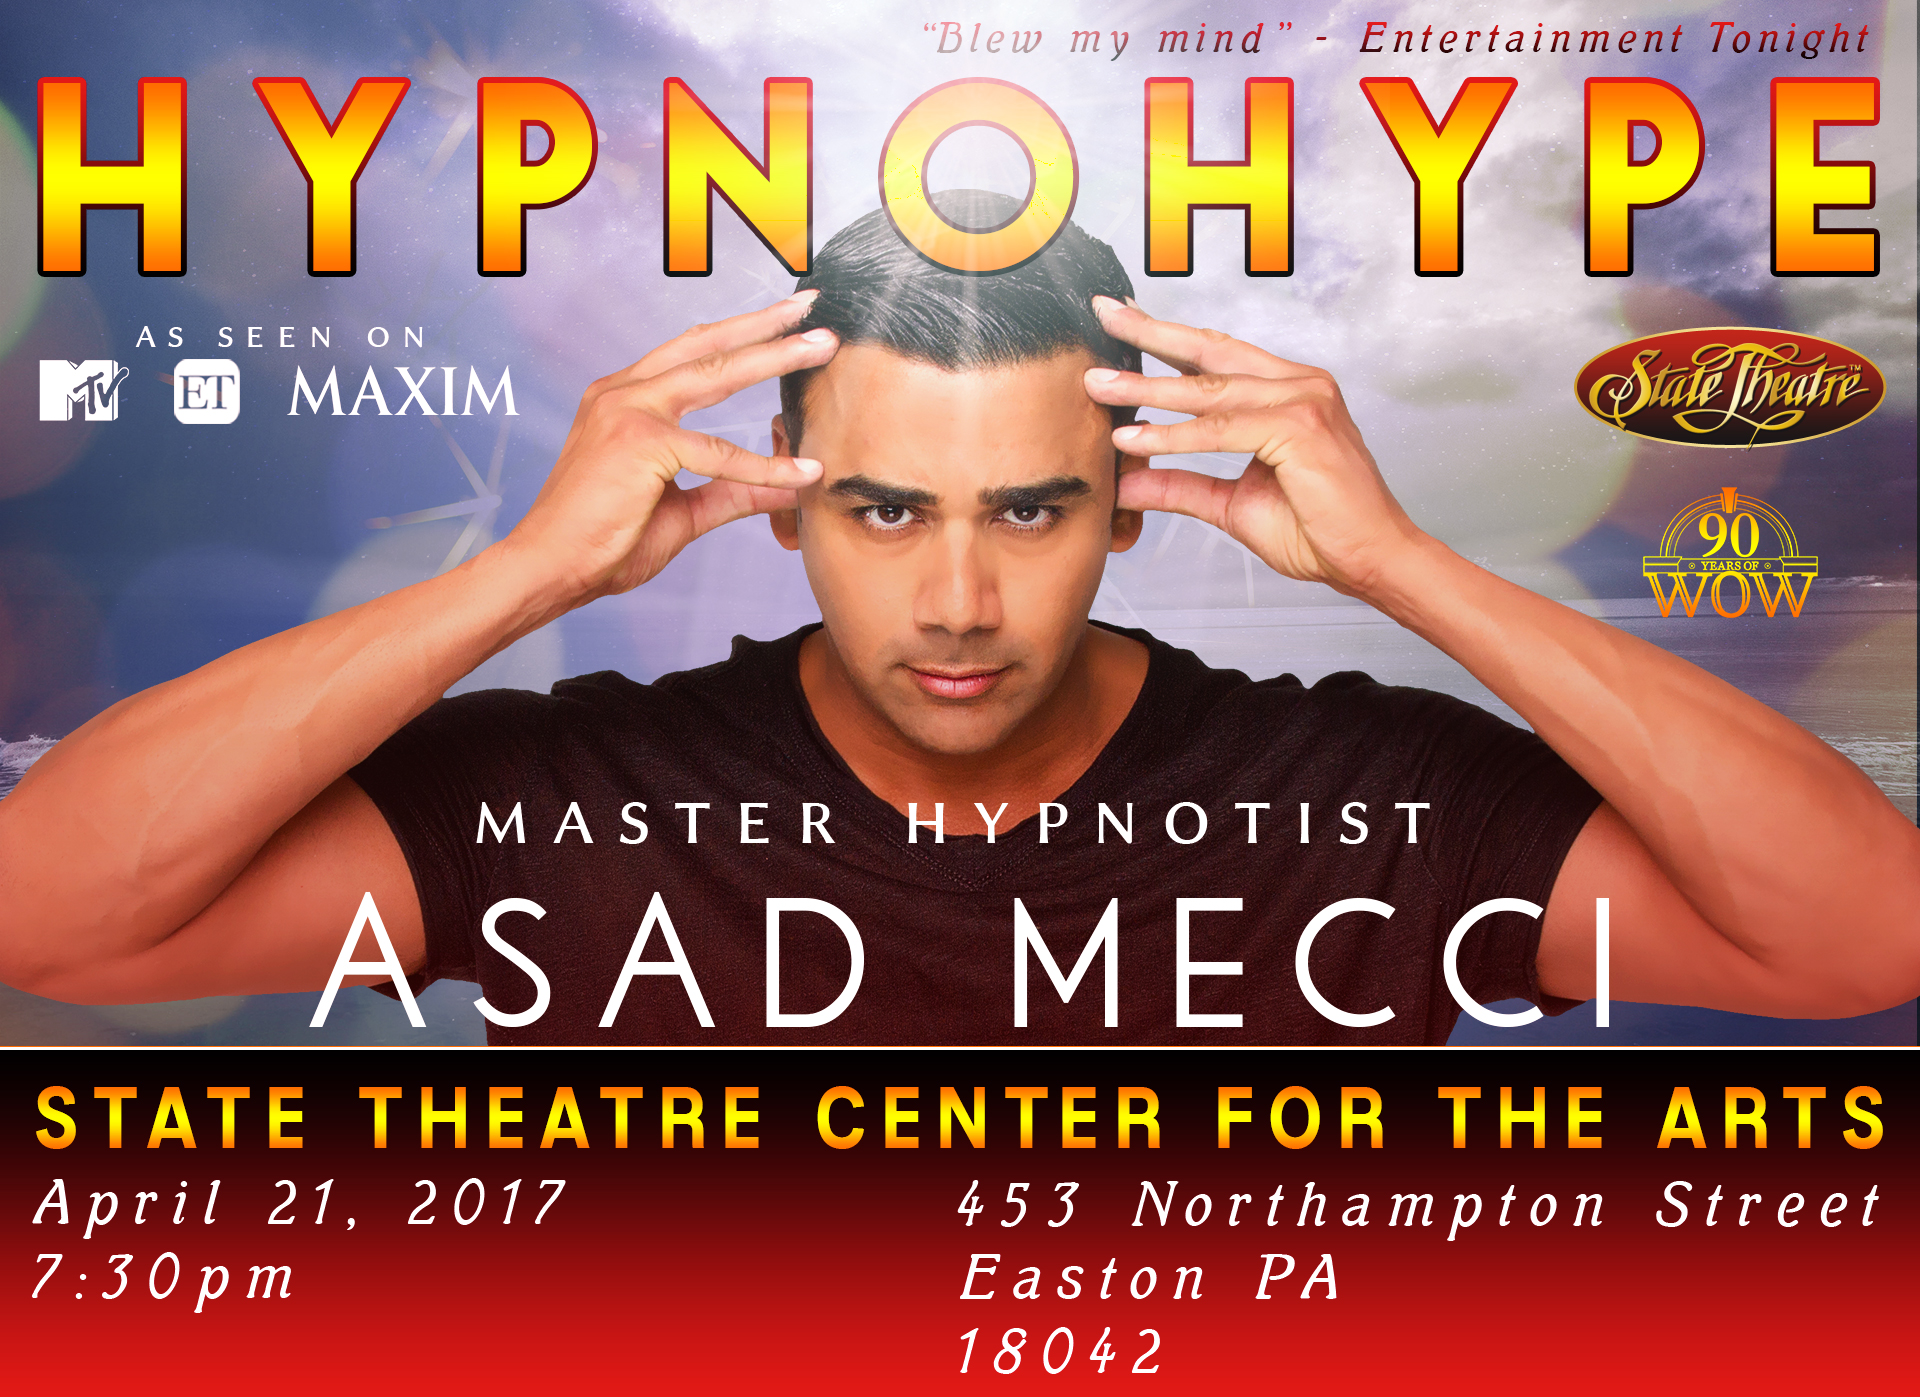 “Blew my mind” - Entertainment Tonight
HYPNOHYPE
AS SEEN ON
MTV ET MAXIM
State Theatre™
90
YEARS OF
WOW
MASTER HYPNOTIST
ASAD MECCI
STATE THEATRE CENTER FOR THE ARTS
April 21, 2017
7:30pm
453 Northampton Street
Easton PA
18042